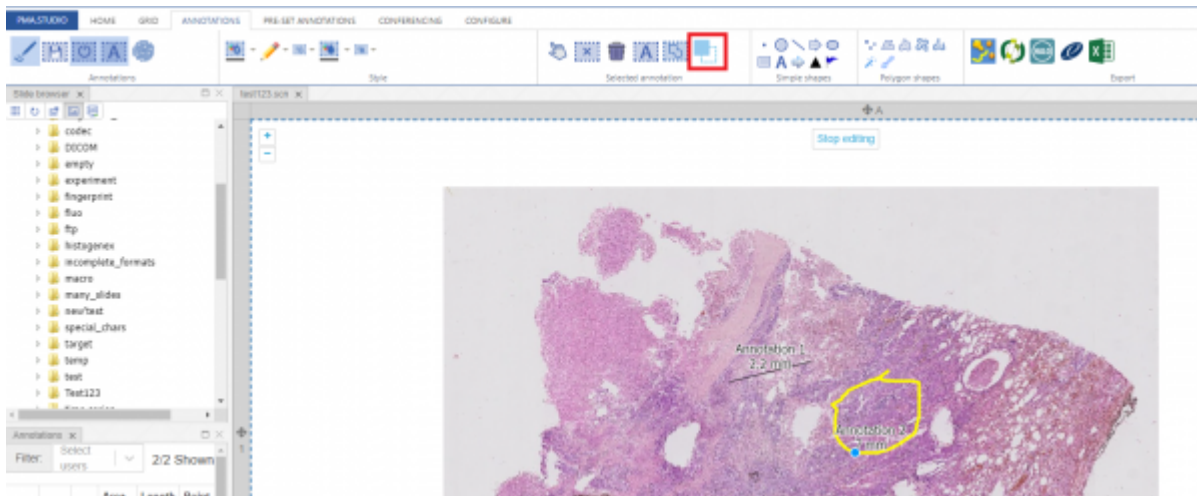 PMA.STUDIO HOME GRID ANNOTATIONS PRE-SET ANNOTATIONS CONFERENCING CONFIGURE
Annotations Style Selected annotation Simple shapes Polygon shapes Export
Slide browser x test123.scn x
A
codec
DICOM
empty
experiment
fingerprint
fluo
ftp
histogenex
incomplete_formats
macro
many_slides
new/test
special_chars
target
temp
test
Test123
Stop editing
Annotation 1
2.2 mm
Annotation 2
mm
Annotations x
Filter: Select users 2/2 Shown
Area Length Point